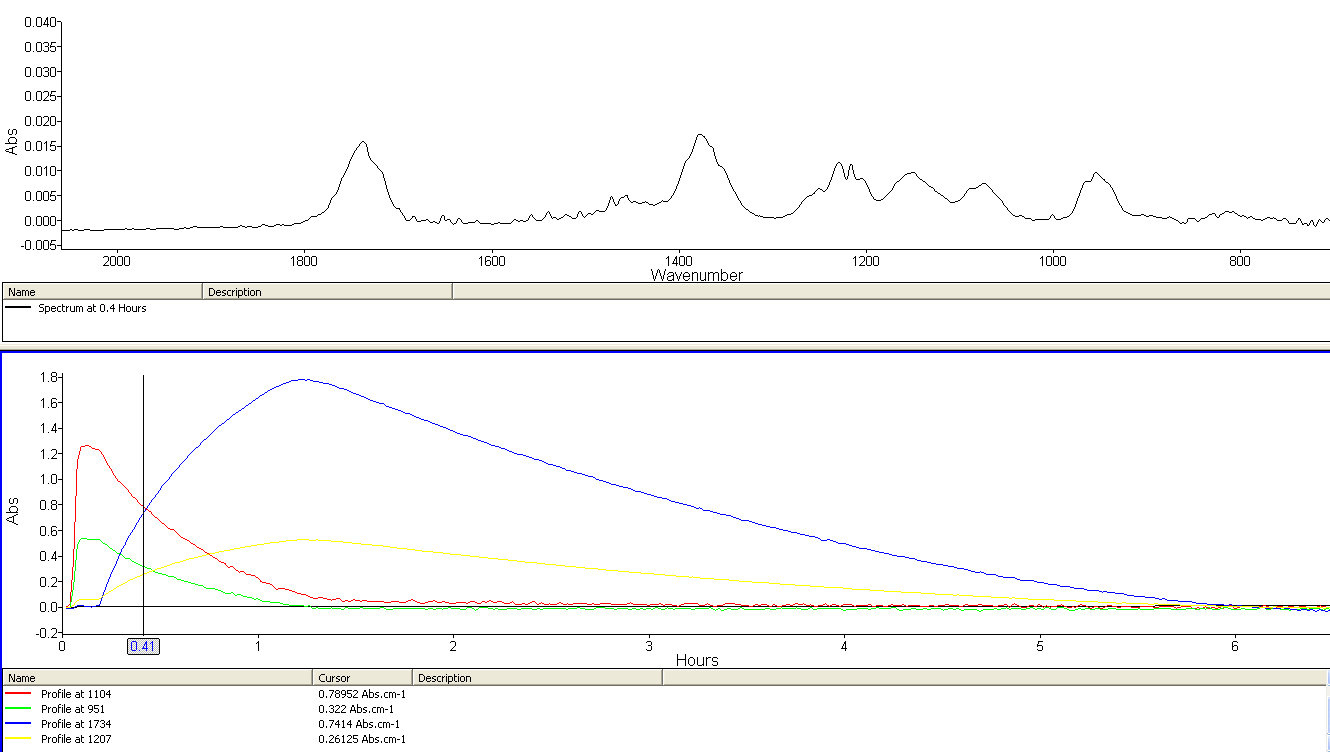 0.040
0.035
0.030
0.025
0.020
0.015
0.010
0.005
0.000
-0.005
Abs
2000 1800 1600 1400 1200 1000 800
Wavenumber
Name Description
Spectrum at 0.4 Hours
1.8
1.6
1.4
1.2
1.0
0.8
0.6
0.4
0.2
0.0
-0.2
Abs
0 0.41 1 2 3 4 5 6
Hours
Name Cursor Description
Profile at 1104 0.78952 Abs.cm-1
Profile at 951 0.322 Abs.cm-1
Profile at 1734 0.7414 Abs.cm-1
Profile at 1207 0.26125 Abs.cm-1